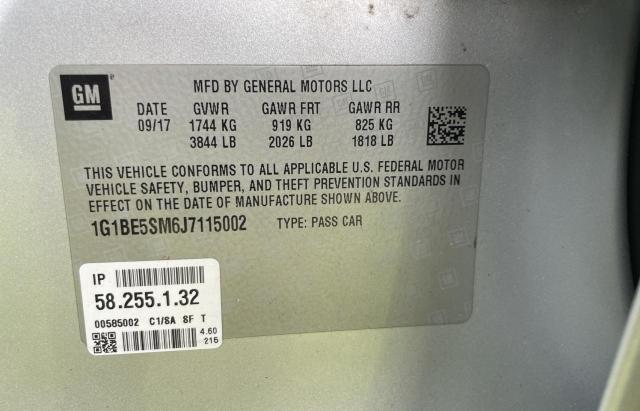 GM
MFD BY GENERAL MOTORS LLC
DATE GVWR GAWR FRT GAWR RR
09/17 1744 KG 919 KG 825 KG
3844 LB 2026 LB 1818 LB
THIS VEHICLE CONFORMS TO ALL APPLICABLE U.S. FEDERAL MOTOR
VEHICLE SAFETY, BUMPER, AND THEFT PREVENTION STANDARDS IN
EFFECT ON THE DATE OF MANUFACTURE SHOWN ABOVE.
1G1BE5SM6J7115002 TYPE: PASS CAR
IP
58.255.1.32
00585002 C1/8A SF T
4.60
216